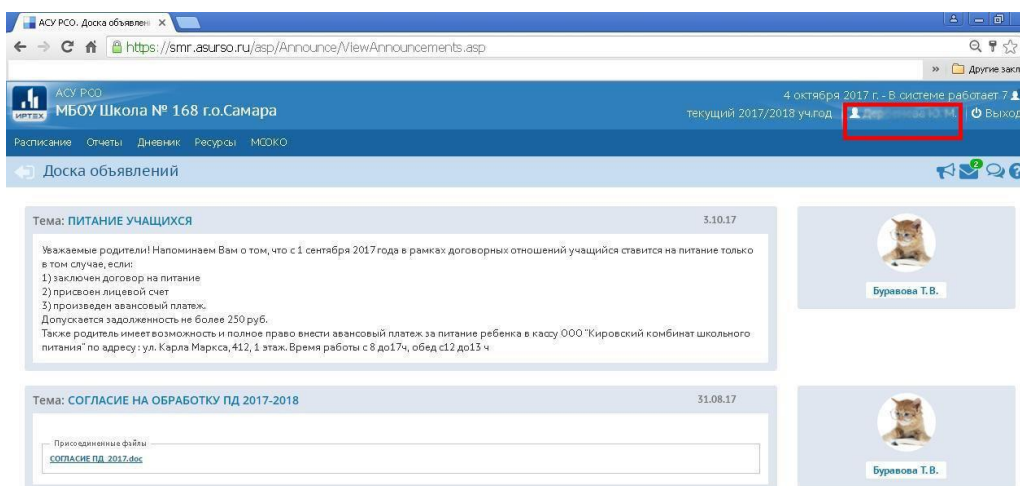 АСУ РСО. Доска объявлен
https://smr.asurso.ru/asp/Announce/ViewAnnouncements.asp
» Другие закл
ИРТЕХ
АСУ РСО
МБОУ Школа № 168 г.о.Самара
4 октября 2017 г. - В системе работает 7
текущий 2017/2018 уч.год
Выход
Расписание Отчеты Дневник Ресурсы МСОКО
Доска объявлений
2
Тема: ПИТАНИЕ УЧАЩИХСЯ 3.10.17
Уважаемые родители! Напоминаем Вам о том, что с 1 сентября 2017 года в рамках договорных отношений учащийся ставится на питание только
в том случае, если:
1) заключен договор на питание
2) присвоен лицевой счет
3) произведен авансовый платеж.
Допускается задолженность не более 250 руб.
Также родитель имеет возможность и полное право внести авансовый платеж за питание ребенка в кассу ООО "Кировский комбинат школьного
питания" по адресу : ул. Карла Маркса, 412, 1 этаж. Время работы с 8 до17ч, обед с12 до13 ч
Буравова Т. В.
Тема: СОГЛАСИЕ НА ОБРАБОТКУ ПД 2017-2018 31.08.17
Присоединенные файлы
СОГЛАСИЕ ПД_2017.doc
Буравова Т. В.